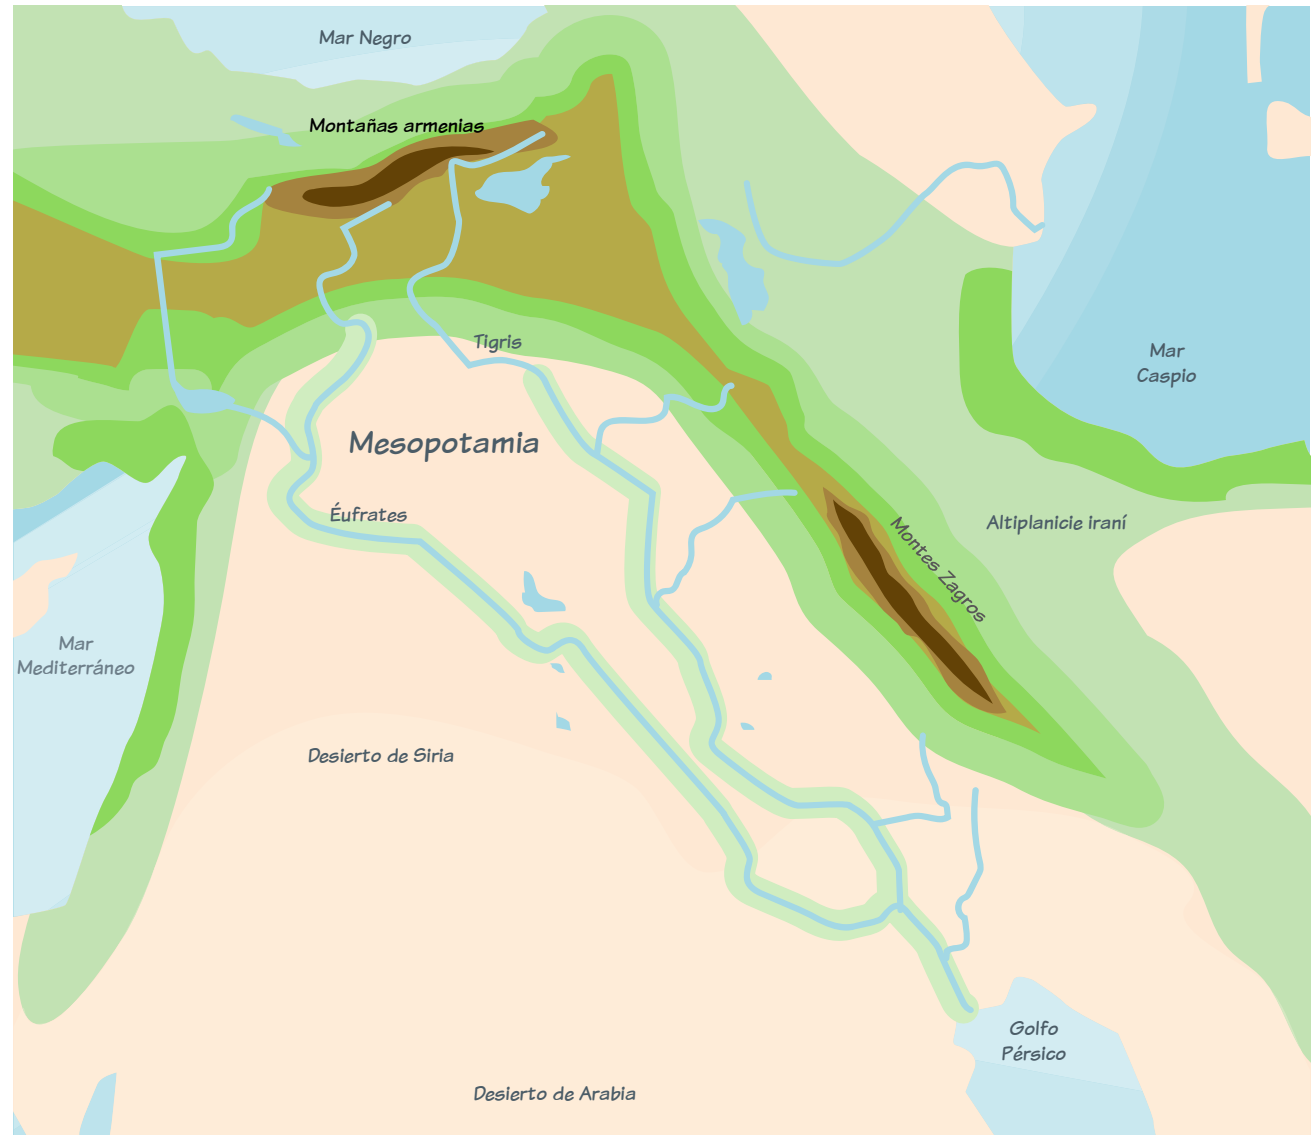 Mar Negro
Montañas armenias
Tigris
Mar
Caspio
Mesopotamia
Éufrates
Altiplanicie iraní
Montes Zagros
Mar
Mediterráneo
Desierto de Siria
Golfo
Pérsico
Desierto de Arabia